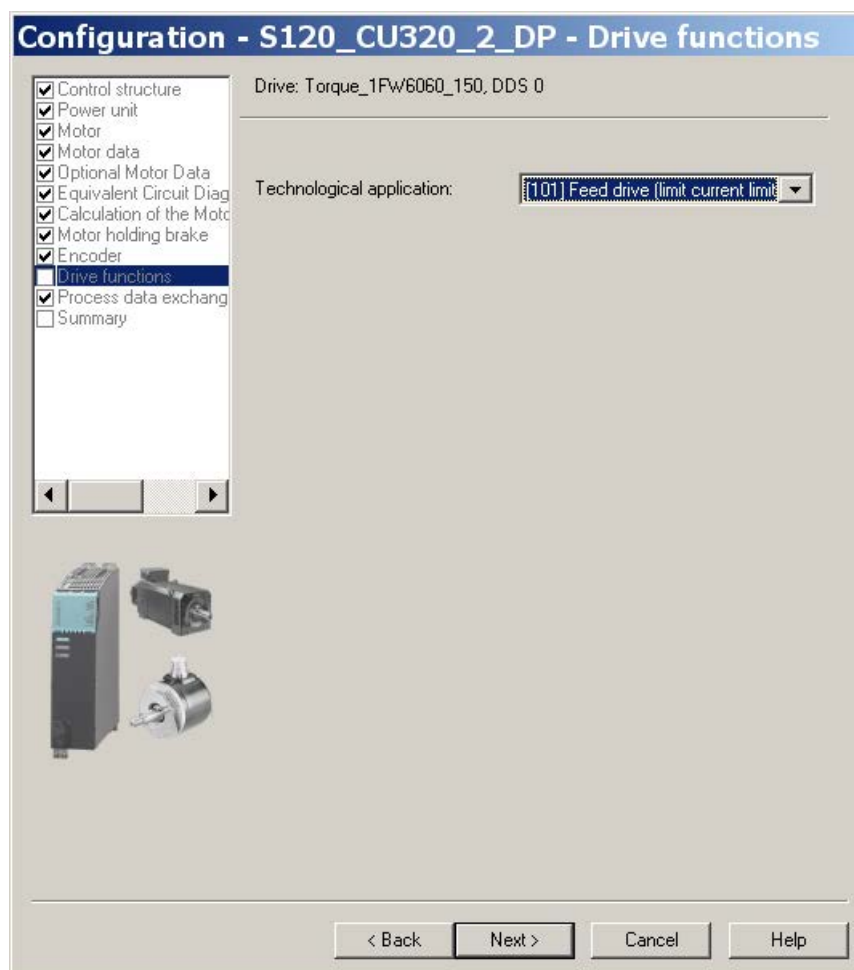 Configuration - S120_CU320_2_DP - Drive functions
Control structure
Power unit
Motor
Motor data
Optional Motor Data
Equivalent Circuit Diag
Calculation of the Moto
Motor holding brake
Encoder
Drive functions
Process data exchang
Summary
Drive: Torque_1FW6060_150, DDS 0
Technological application:
[101] Feed drive (limit current limit
< Back
Next >
Cancel
Help